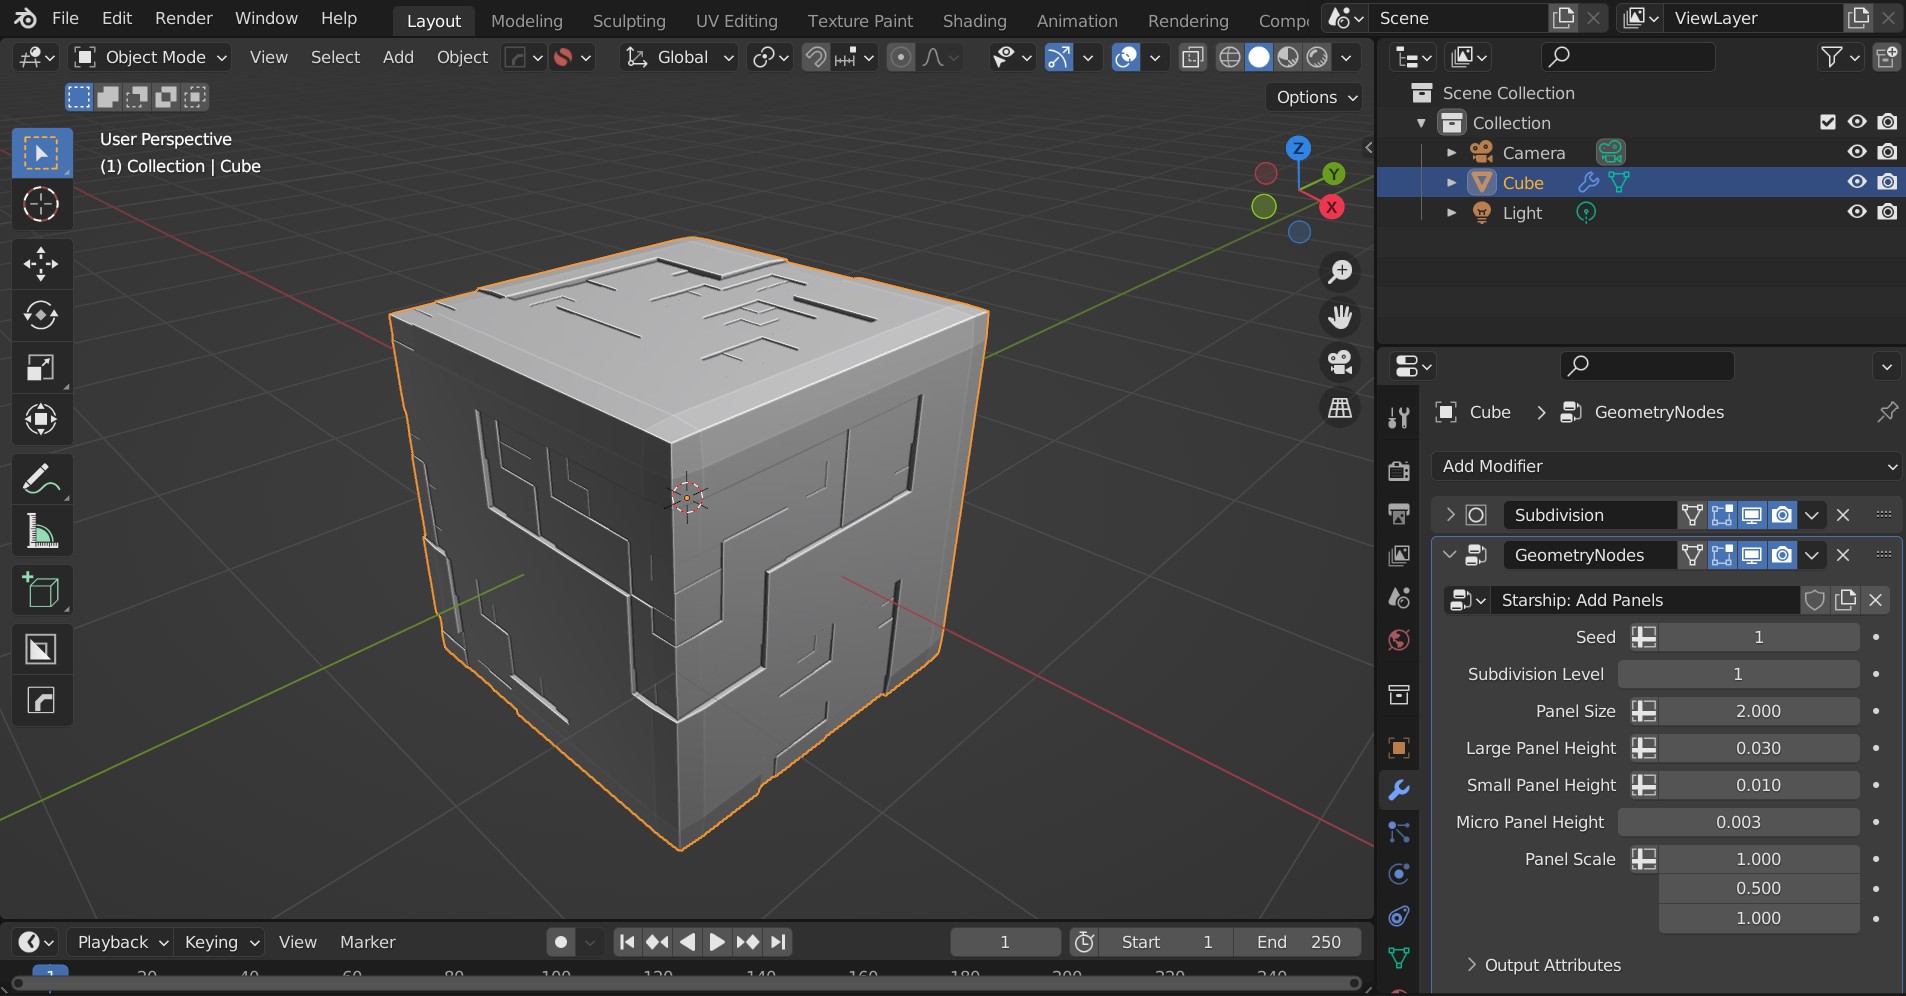 File Edit Render Window Help Layout Modeling Sculpting UV Editing Texture Paint Shading Animation Rendering Comp Scene ViewLayer
Object Mode View Select Add Object Global
Options
User Perspective
(1) Collection | Cube
Z
Y
X
Scene Collection
Collection
Camera
Cube
Light
Cube GeometryNodes
Add Modifier
Subdivision
GeometryNodes
Starship: Add Panels
Seed 1
Subdivision Level 1
Panel Size 2.000
Large Panel Height 0.030
Small Panel Height 0.010
Micro Panel Height 0.003
Panel Scale 1.000
0.500
1.000
Output Attributes
Playback Keying View Marker 1 Start 1 End 250
1 20 40 60 80 100 120 140 160 180 200 220 240